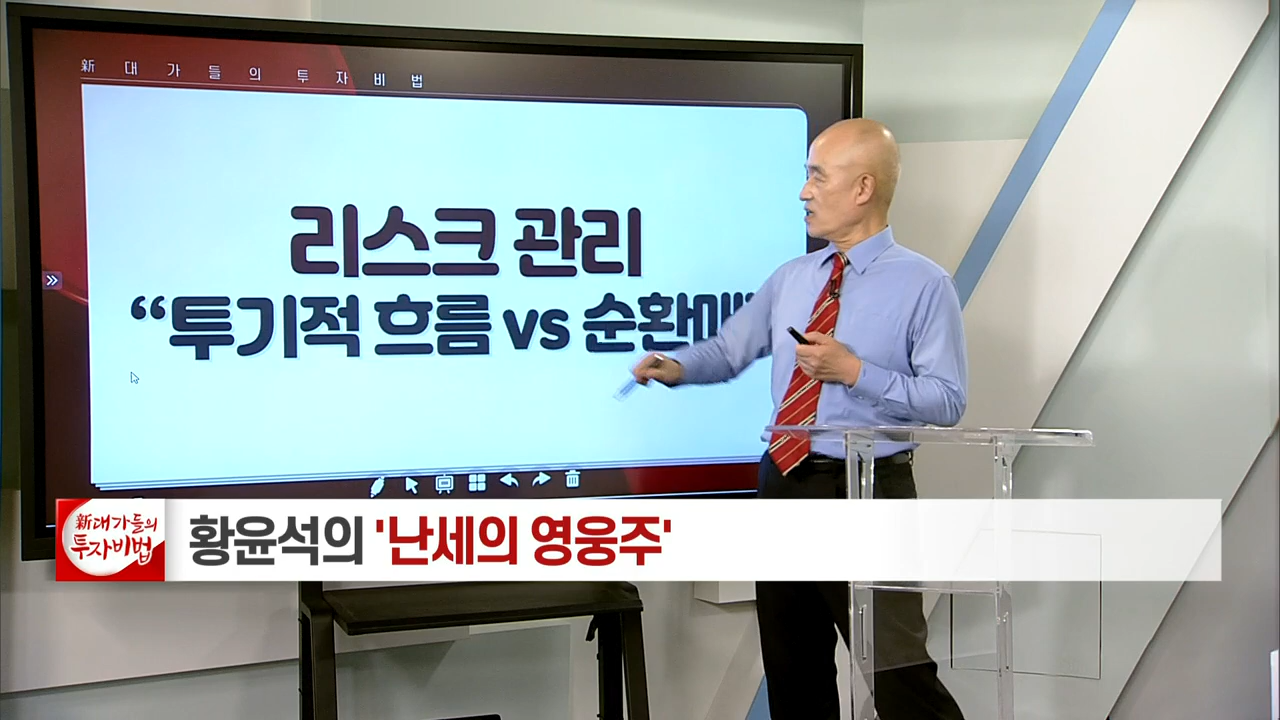 新 대가들의 투자비법
리스크 관리
“투기적 흐름 vs 순환매”
新대가들의
투자비법
황윤석의 '난세의 영웅주'